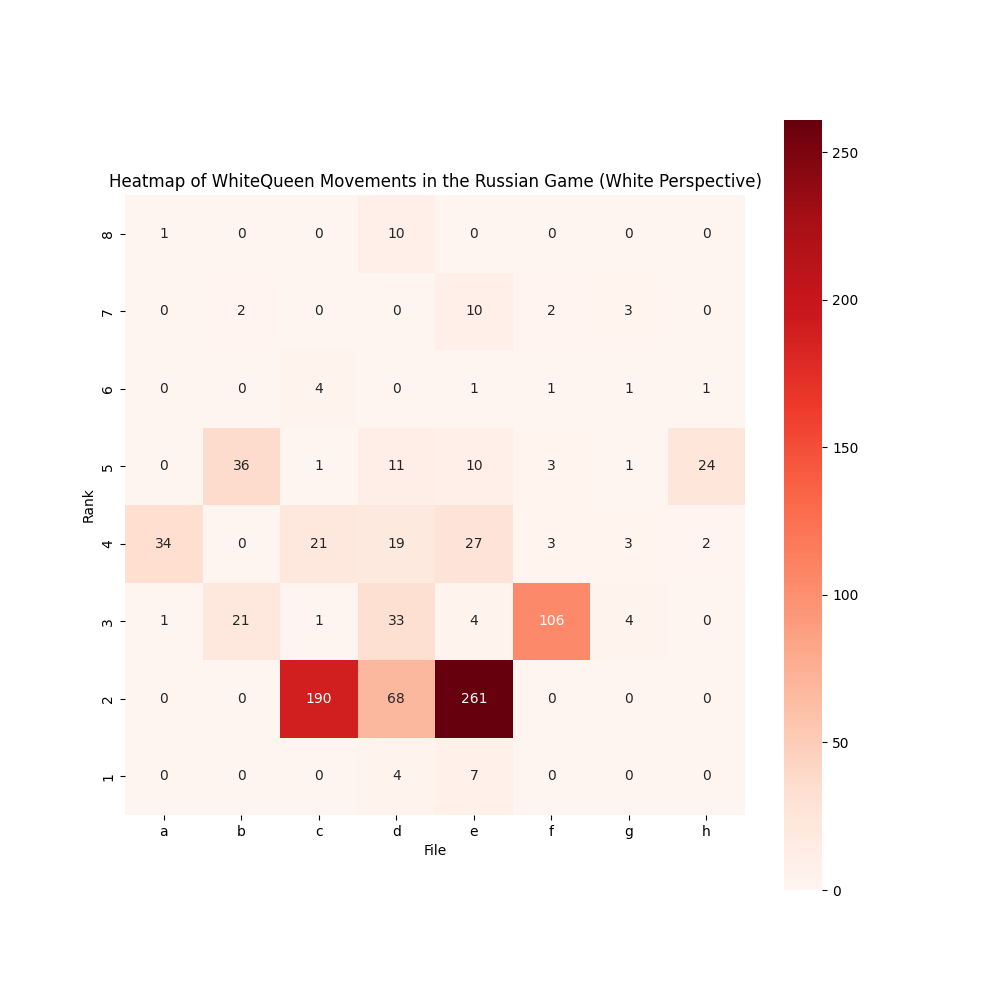 Heatmap of WhiteQueen Movements in the Russian Game (White Perspective)
8 1 0 0 10 0 0 0 0
7 0 2 0 0 10 2 3 0
6 0 0 4 0 1 1 1 1
5 0 36 1 11 10 3 1 24
4 34 0 21 19 27 3 3 2
3 1 21 1 33 4 106 4 0
2 0 0 190 68 261 0 0 0
1 0 0 0 4 7 0 0 0
a b c d e f g h
File
Rank
250
200
150
100
50
0